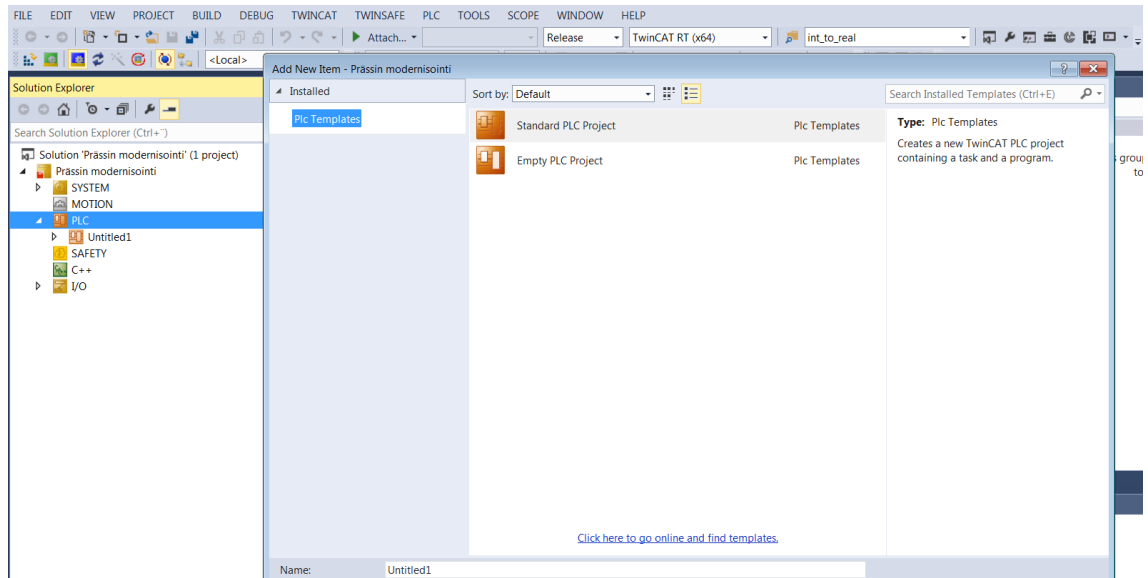 FILE EDIT VIEW PROJECT BUILD DEBUG TWINCAT TWINSAFE PLC TOOLS SCOPE WINDOW HELP
Attach... Release TwinCAT RT (x64) int_to_real
<Local>
Add New Item - Prässin modernisointi
Solution Explorer
Search Solution Explorer (Ctrl+¨)
Solution 'Prässin modernisointi' (1 project)
Prässin modernisointi
SYSTEM
MOTION
PLC
Untitled1
SAFETY
C++
I/O
Installed
Plc Templates
Sort by: Default
Standard PLC Project Plc Templates
Empty PLC Project Plc Templates
Click here to go online and find templates.
Search Installed Templates (Ctrl+E)
Type: Plc Templates
Creates a new TwinCAT PLC project
containing a task and a program.
Name: Untitled1
to